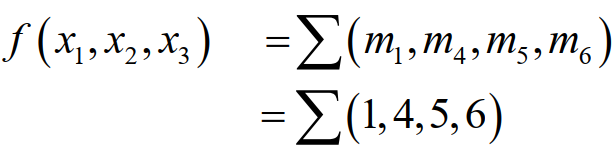 f(x₁, x₂, x₃) = ∑(m₁, m₄, m₅, m₆)
= ∑(1, 4, 5, 6)